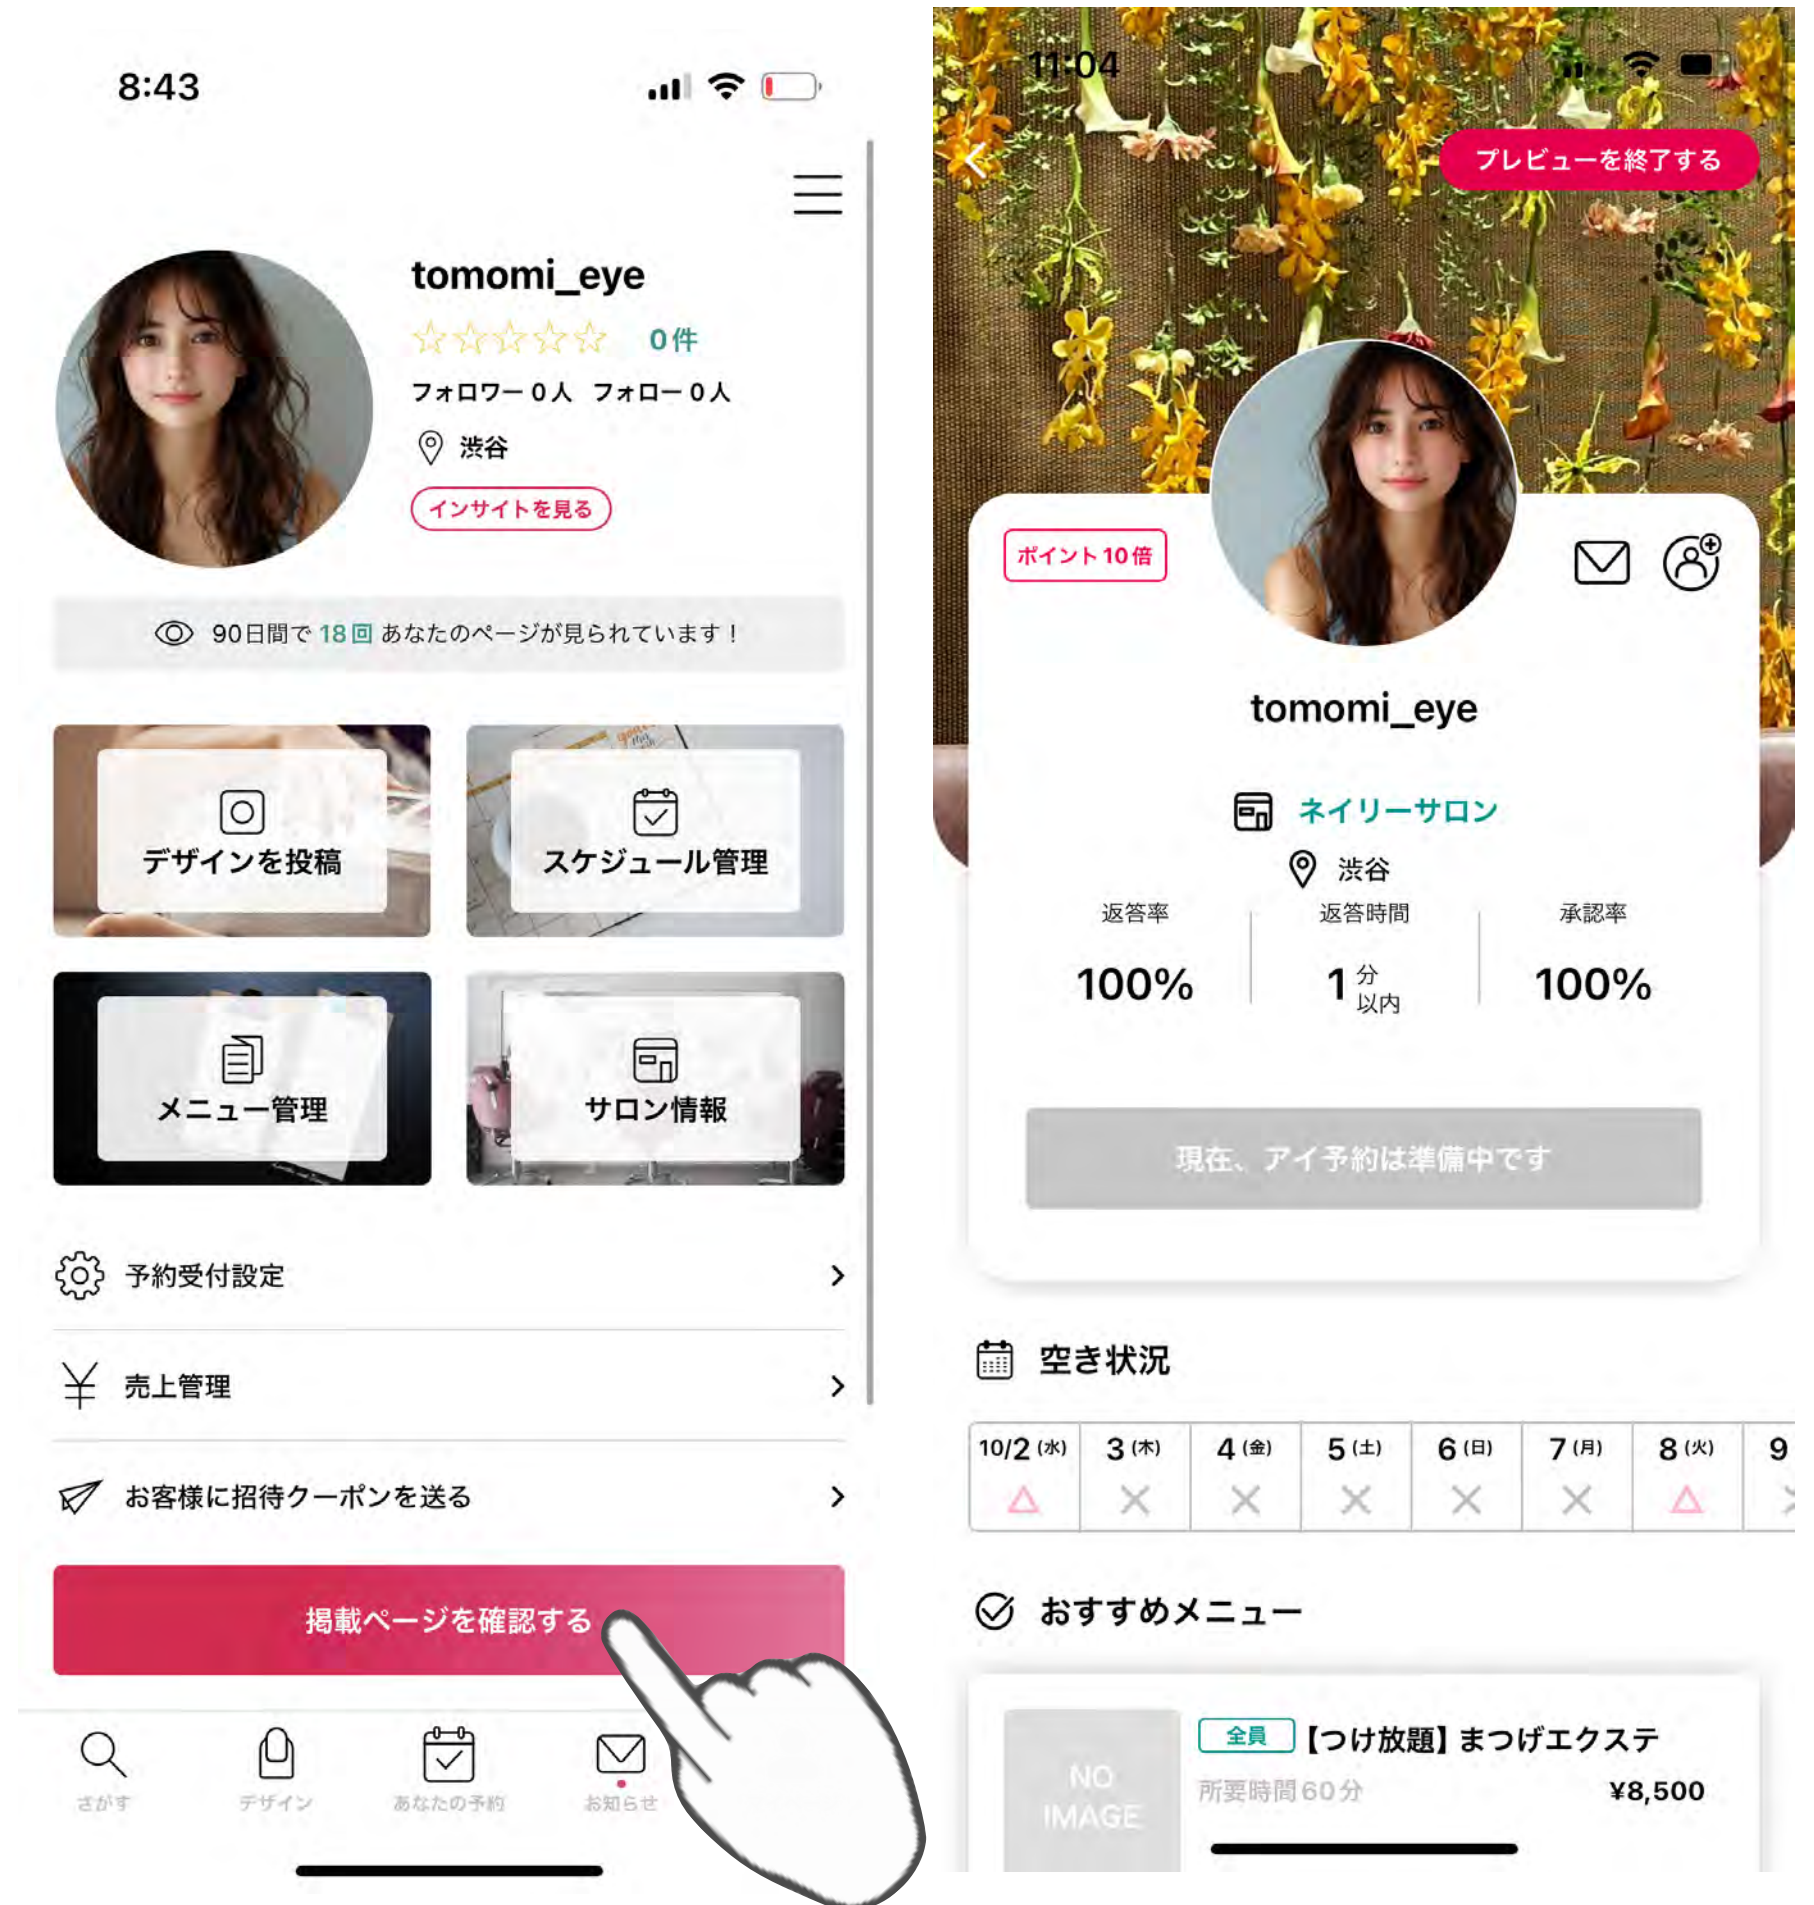 8:43
tomomi_eye
☆☆☆☆☆ 0件
フォロワー 0人 フォロー 0人
渋谷
インサイトを見る
90日間で 18回 あなたのページが見られています！
デザインを投稿
スケジュール管理
メニュー管理
サロン情報
予約受付設定
売上管理
お客様に招待クーポンを送る
掲載ページを確認する
さがす
デザイン
あなたの予約
お知らせ
11:04
プレビューを終了する
ポイント10倍
tomomi_eye
ネイリーサロン
渋谷
返答率 返答時間 承認率
100% 1分以内 100%
現在、アイ予約は準備中です
空き状況
10/2 (水) 3 (木) 4 (金) 5 (土) 6 (日) 7 (月) 8 (火) 9
△ × × × × × △ ×
おすすめメニュー
全員 【つけ放題】まつげエクステ
所要時間60分 ¥8,500
NO
IMAGE